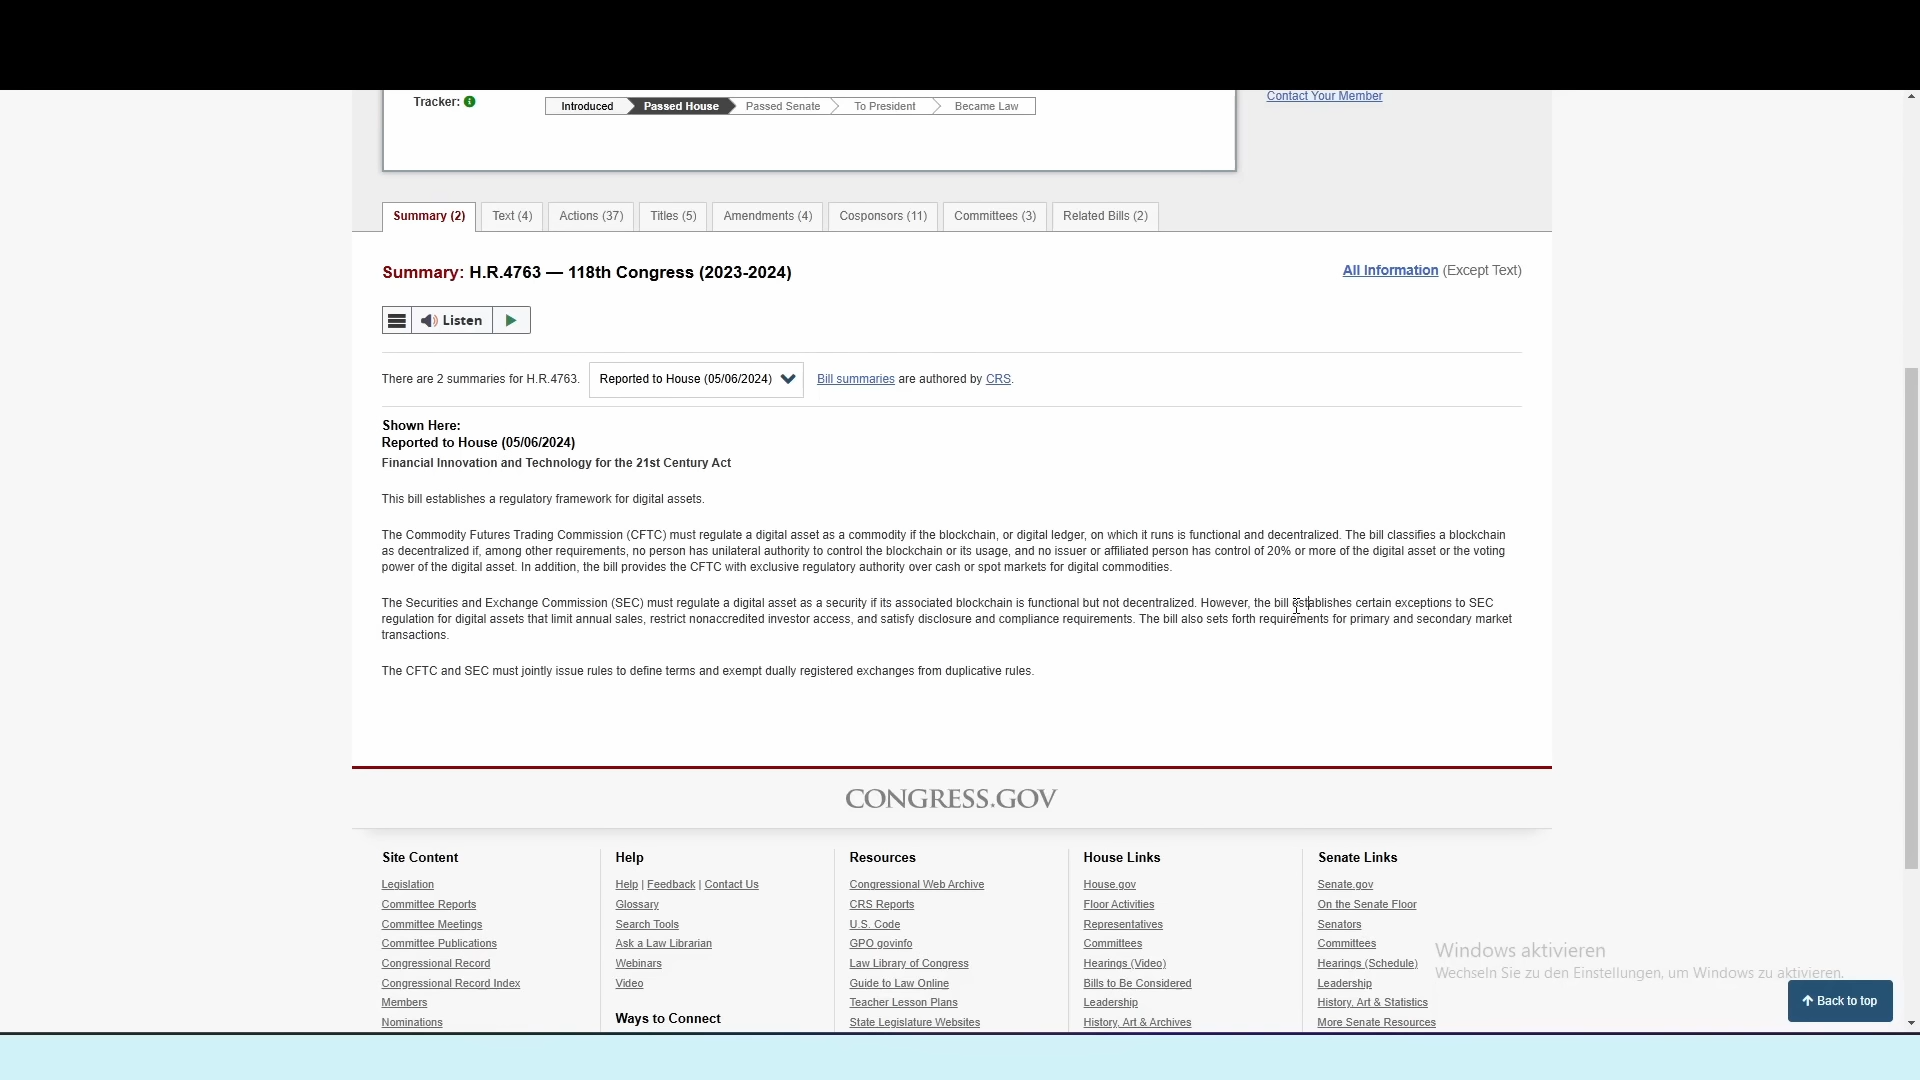 Tracker:
Introduced Passed House Passed Senate To President Became Law
Contact Your Member
Summary (2) Text (4) Actions (37) Titles (5) Amendments (4) Cosponsors (11) Committees (3) Related Bills (2)
Summary: H.R.4763 — 118th Congress (2023-2024)
All Information (Except Text)
Listen
There are 2 summaries for H.R.4763. Reported to House (05/06/2024) Bill summaries are authored by CRS.
Shown Here:
Reported to House (05/06/2024)
Financial Innovation and Technology for the 21st Century Act
This bill establishes a regulatory framework for digital assets.
The Commodity Futures Trading Commission (CFTC) must regulate a digital asset as a commodity if the blockchain, or digital ledger, on which it runs is functional and decentralized. The bill classifies a blockchain
as decentralized if, among other requirements, no person has unilateral authority to control the blockchain or its usage, and no issuer or affiliated person has control of 20% or more of the digital asset or the voting
power of the digital asset. In addition, the bill provides the CFTC with exclusive regulatory authority over cash or spot markets for digital commodities.
The Securities and Exchange Commission (SEC) must regulate a digital asset as a security if its associated blockchain is functional but not decentralized. However, the bill establishes certain exceptions to SEC
regulation for digital assets that limit annual sales, restrict nonaccredited investor access, and satisfy disclosure and compliance requirements. The bill also sets forth requirements for primary and secondary market
transactions.
The CFTC and SEC must jointly issue rules to define terms and exempt dually registered exchanges from duplicative rules.
CONGRESS.GOV
Site Content
Legislation
Committee Reports
Committee Meetings
Committee Publications
Congressional Record
Congressional Record Index
Members
Nominations
Help
Help | Feedback | Contact Us
Glossary
Search Tools
Ask a Law Librarian
Webinars
Video
Ways to Connect
Resources
Congressional Web Archive
CRS Reports
U.S. Code
GPO govinfo
Law Library of Congress
Guide to Law Online
Teacher Lesson Plans
State Legislature Websites
House Links
House.gov
Floor Activities
Representatives
Committees
Hearings (Video)
Bills to Be Considered
Leadership
History, Art & Archives
Senate Links
Senate.gov
On the Senate Floor
Senators
Committees
Hearings (Schedule)
Leadership
History, Art & Statistics
More Senate Resources
Windows aktivieren
Wechseln Sie zu den Einstellungen, um Windows zu aktivieren.
Back to top